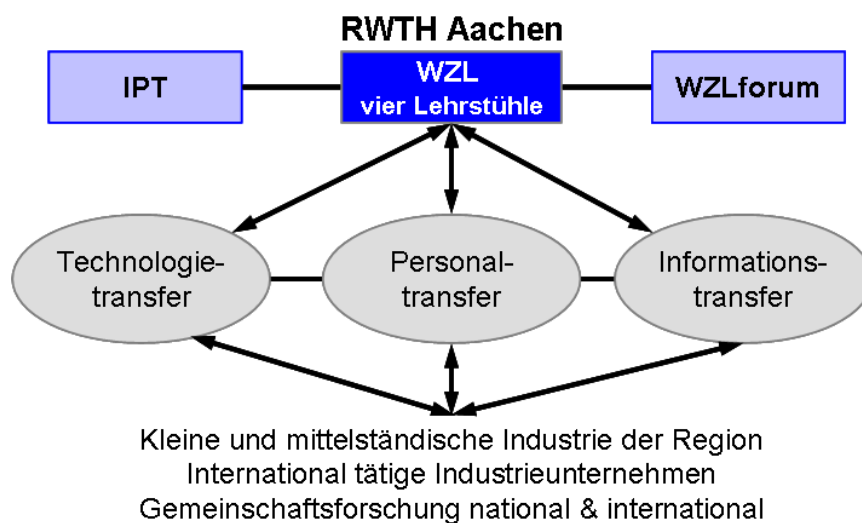 RWTH Aachen
IPT
WZL
vier Lehrstühle
WZLforum
Technologie-
transfer
Personal-
transfer
Informations-
transfer
Kleine und mittelständische Industrie der Region
International tätige Industrieunternehmen
Gemeinschaftsforschung national & international